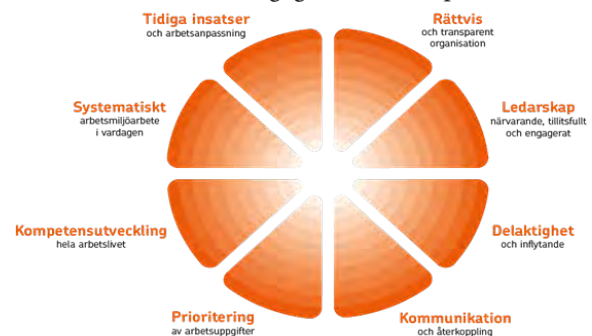 Tidiga insatser
och arbetsanpassning
Rättvis
och transparent
organisation
Ledarskap
närvarande, tillitsfullt
och engagerat
Delaktighet
och inflytande
Kommunikation
och återkoppling
Prioritering
av arbetsuppgifter
Kompetensutveckling
hela arbetslivet
Systematiskt
arbetsmiljöarbete
i vardagen